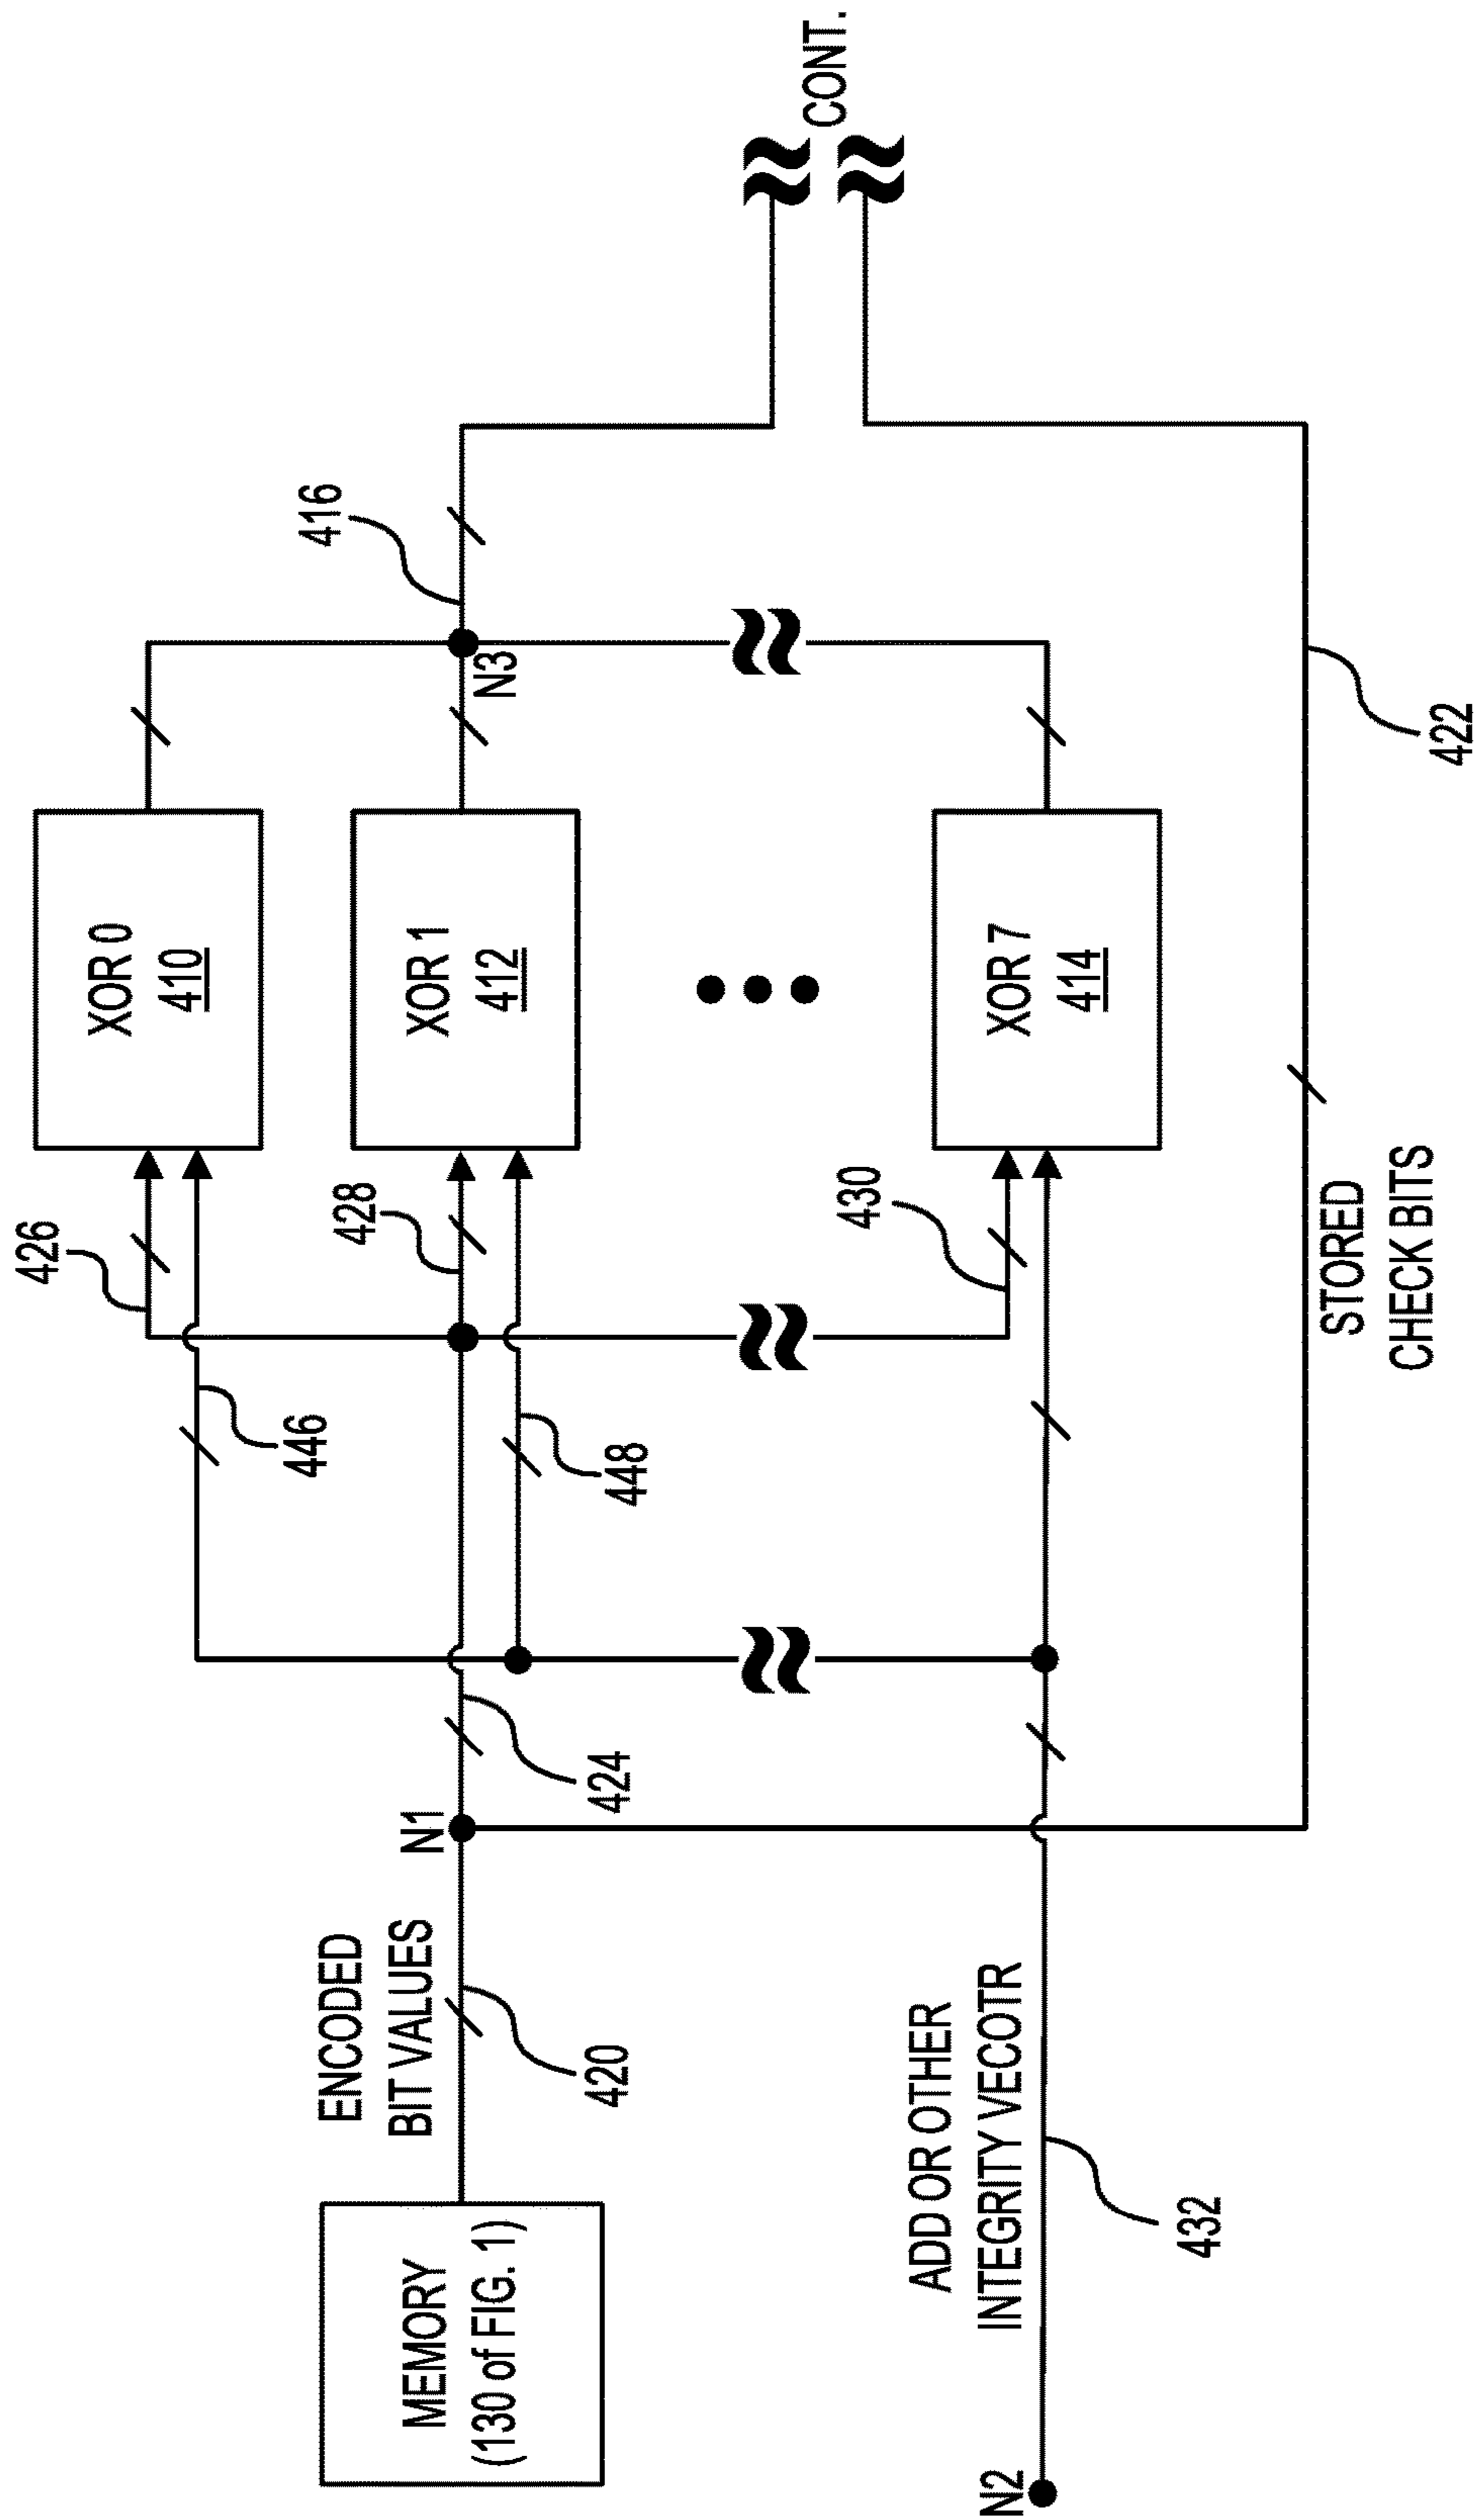 426
XOR 0
410
446
416
CONT.
N3
428
XOR 1
412
448
ENCODED
BIT VALUES
N1
424
420
MEMORY
(130 of FIG. 1)
430
XOR 7
414
ADD OR OTHER
INTEGRITY VECOTR
N2
432
STORED
CHECK BITS
422